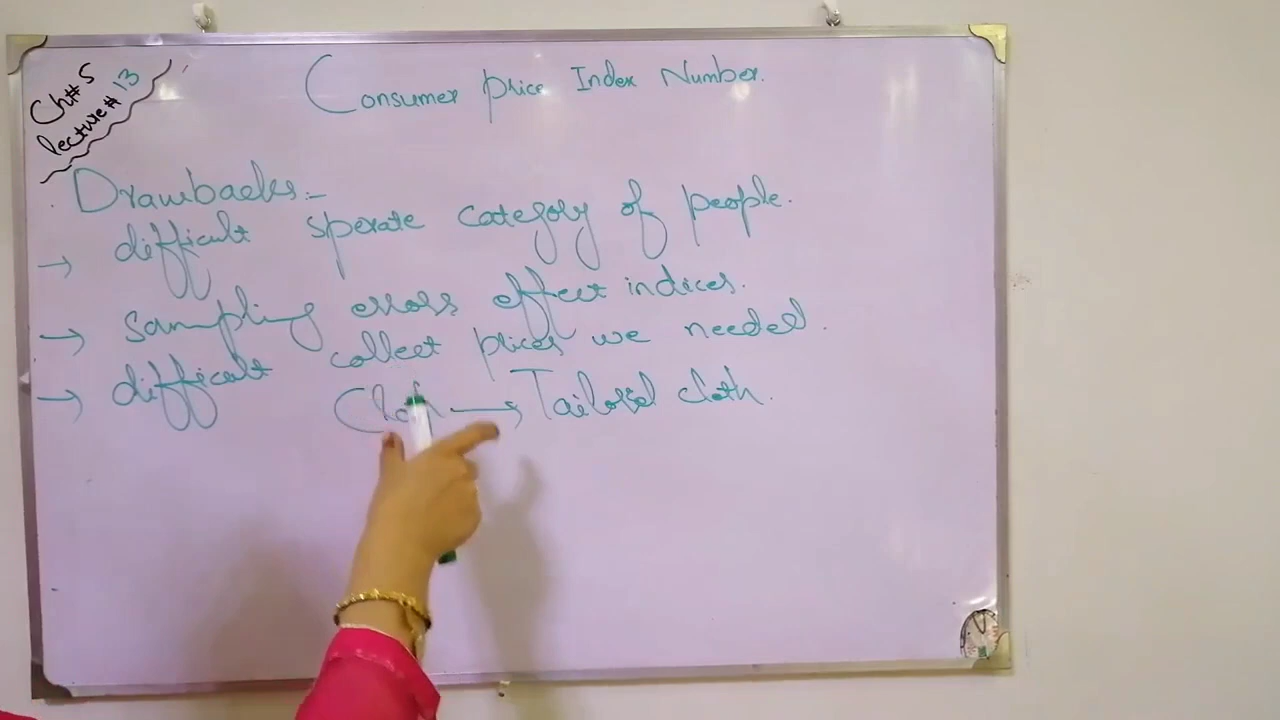 Ch# 5
lecture# 13
Consumer price Index Number.
Drawbacks:-
→ difficult sperate category of people.
→ Sampling errors effect indices.
→ difficult collect prices we needed.
→ Tailored cloth.